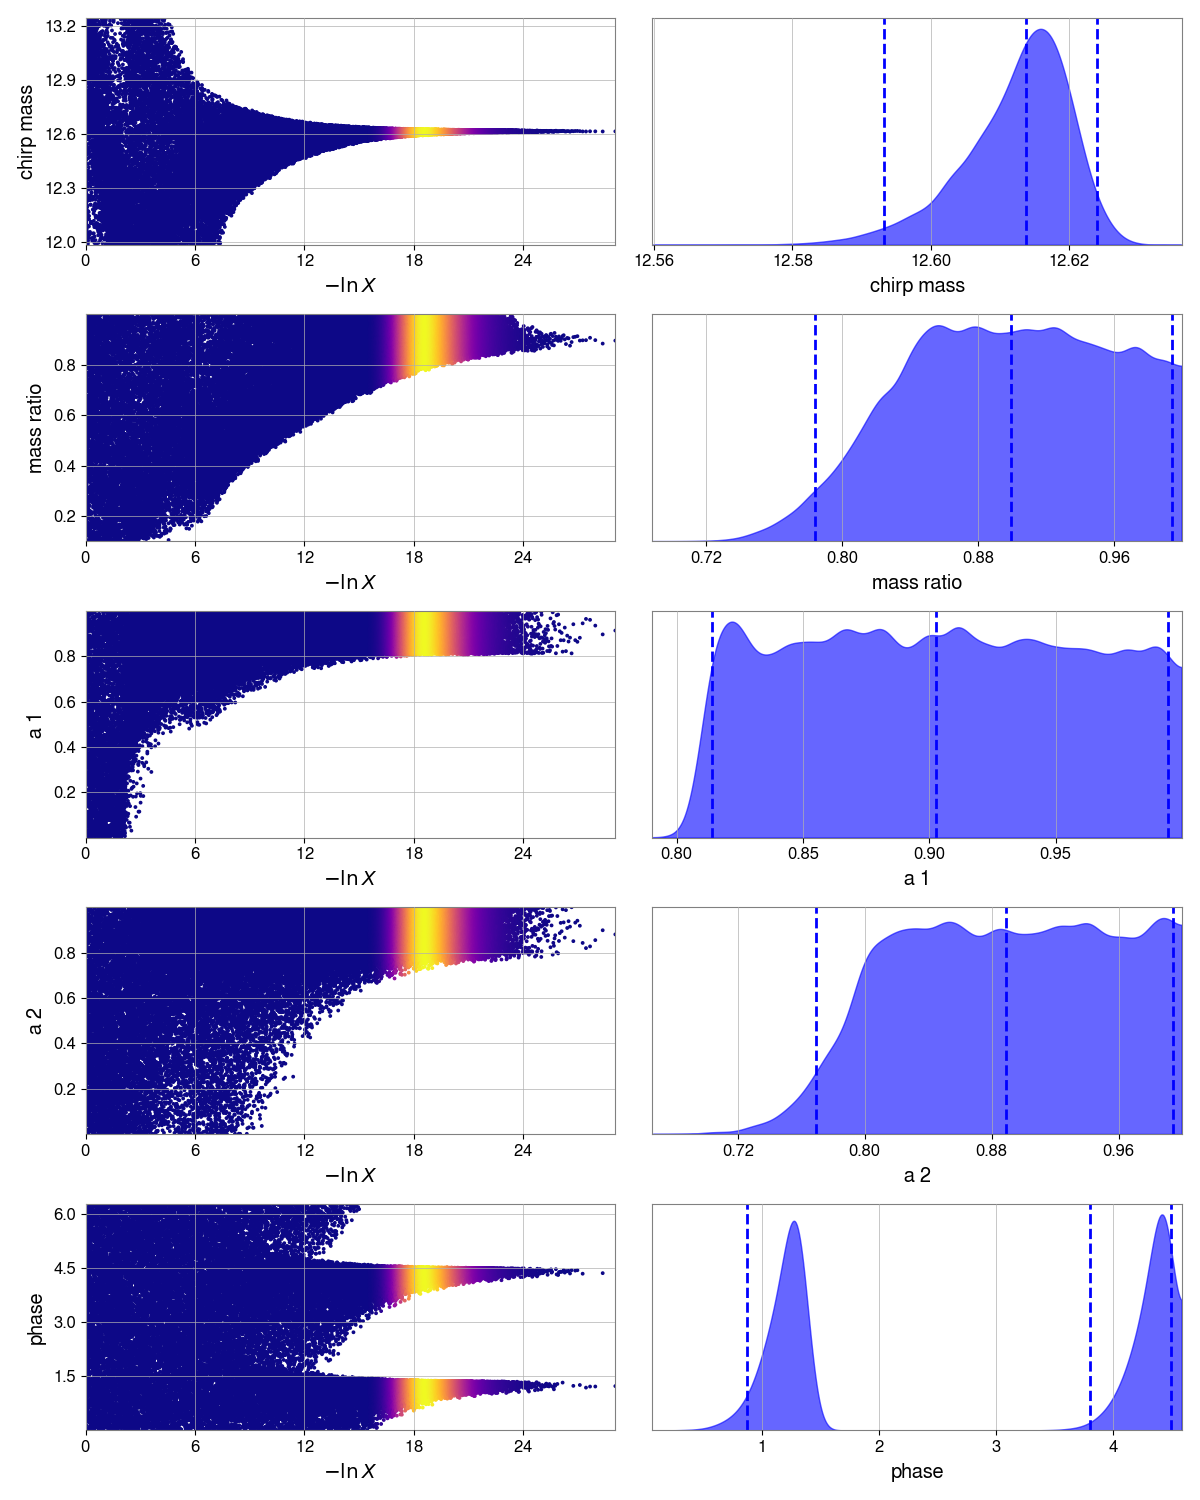 13.2
12.9
12.6
12.3
12.0
chirp mass
0 6 12 18 24
−ln X
12.56 12.58 12.60 12.62
chirp mass
0.8
0.6
0.4
0.2
mass ratio
0 6 12 18 24
−ln X
0.72 0.80 0.88 0.96
mass ratio
0.8
0.6
0.4
0.2
a 1
0 6 12 18 24
−ln X
0.80 0.85 0.90 0.95
a 1
0.8
0.6
0.4
0.2
a 2
0 6 12 18 24
−ln X
0.72 0.80 0.88 0.96
a 2
6.0
4.5
3.0
1.5
phase
0 6 12 18 24
−ln X
1 2 3 4
phase